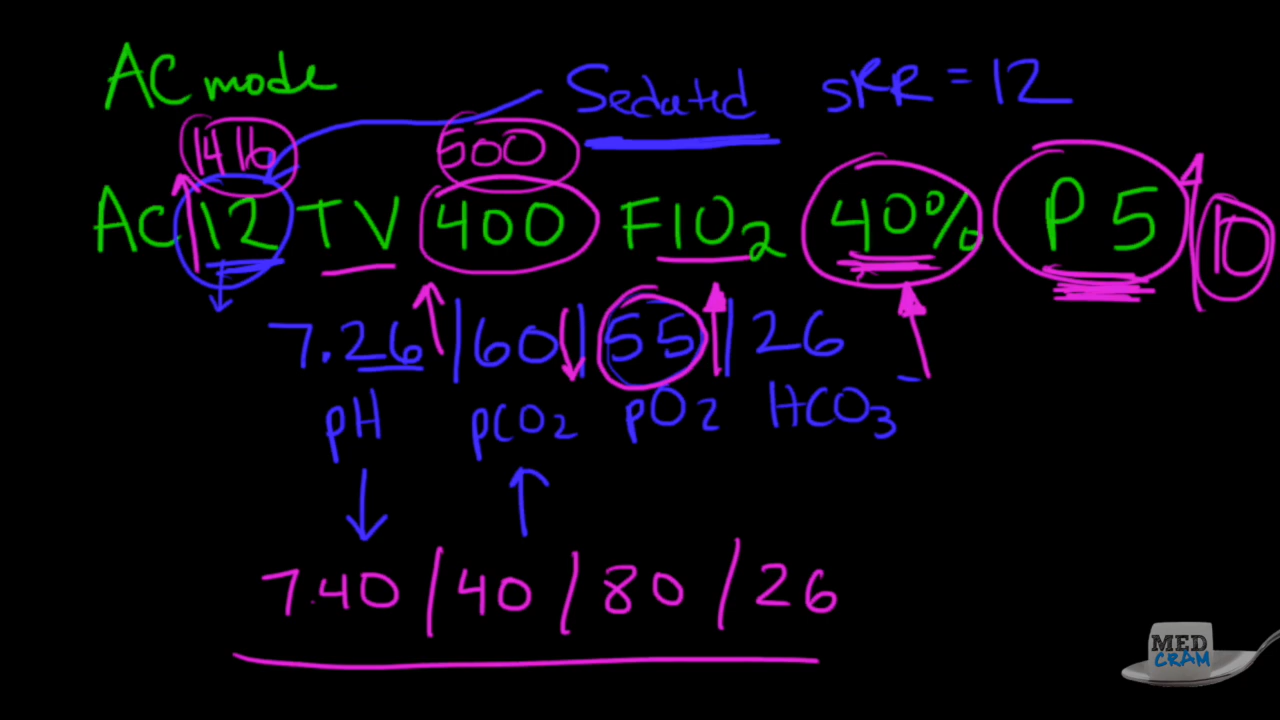 AC mode Sedated sRR = 12
14 16 500
AC 12 TV 400 FIO2 40% P 5 10
7.26 / 60 / 55 / 26
pH pCO2 pO2 HCO3-
7.40 / 40 / 80 / 26
MED
CRAM